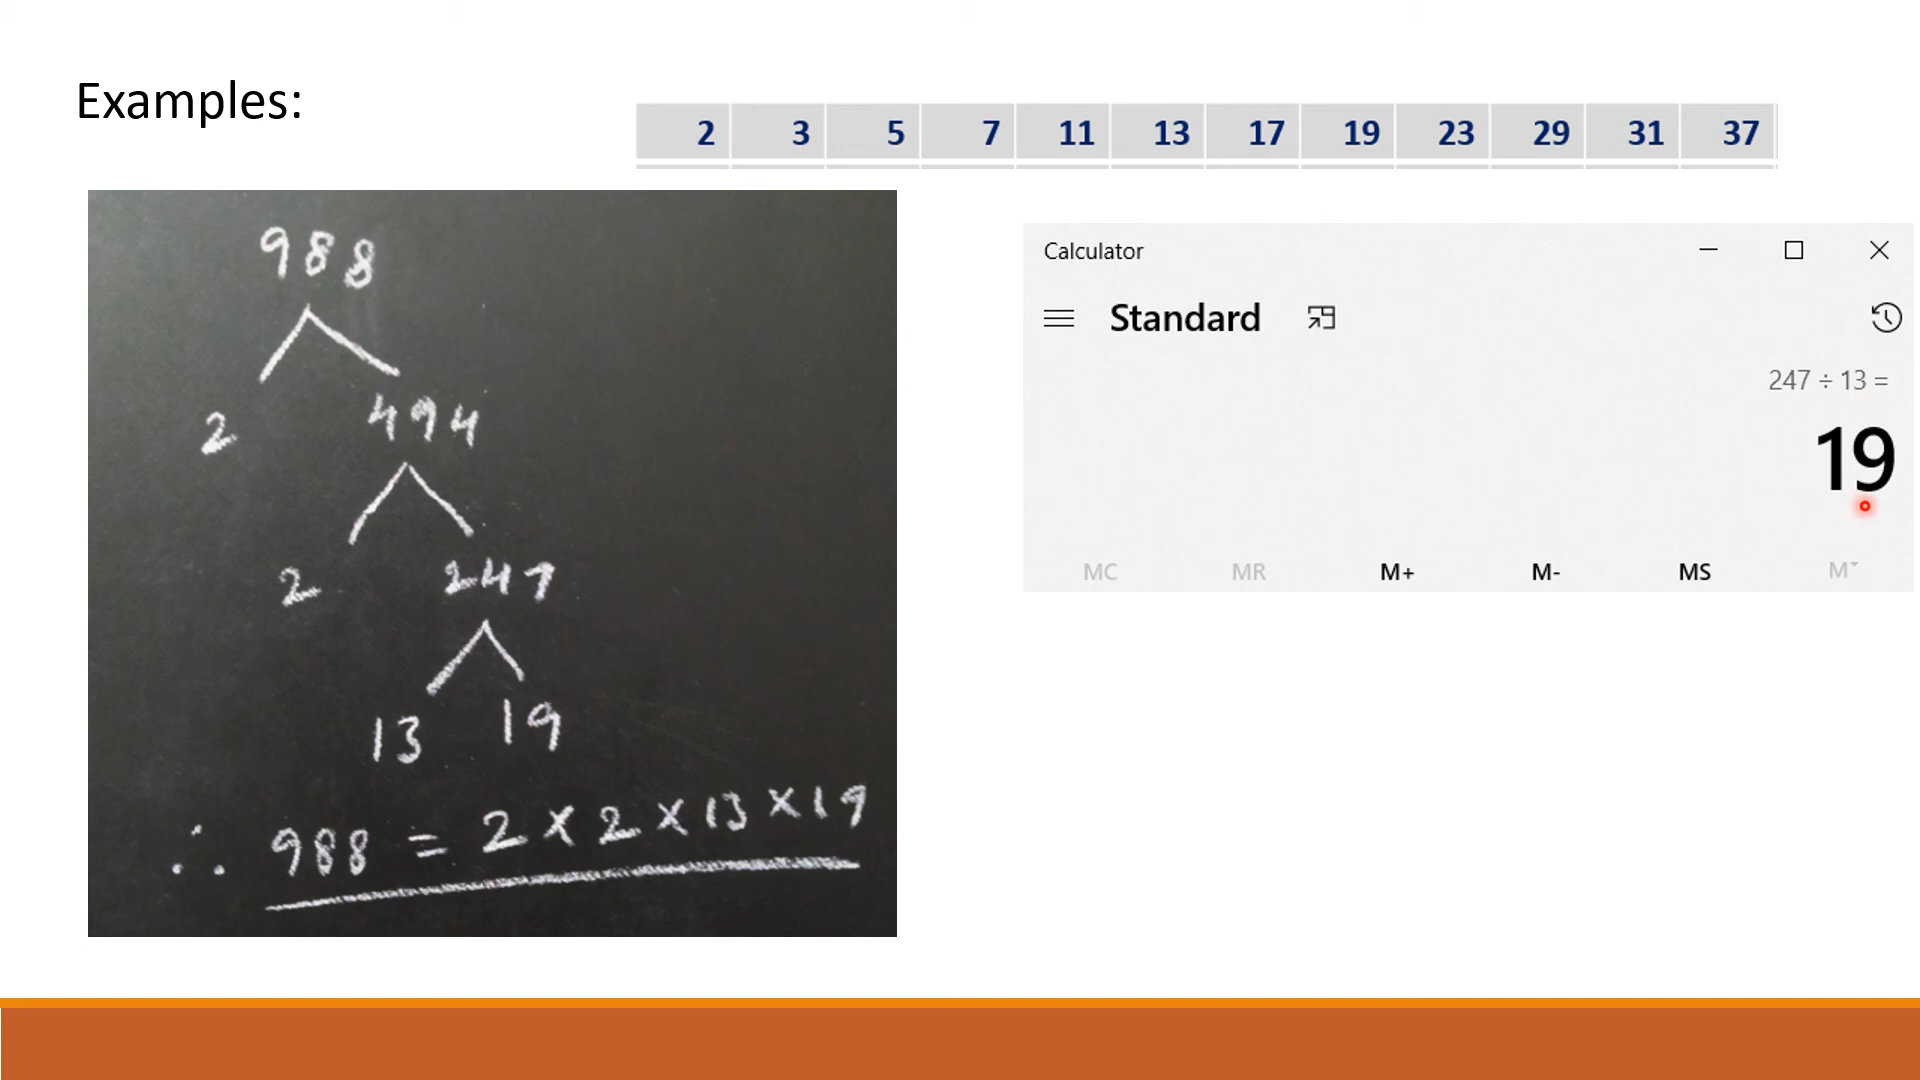 Examples:
2 3 5 7 11 13 17 19 23 29 31 37
988
2 494
2 247
13 19
∴ 988 = 2 × 2 × 13 × 19
Calculator
Standard
247 ÷ 13 =
19
MC MR M+ M- MS M˅